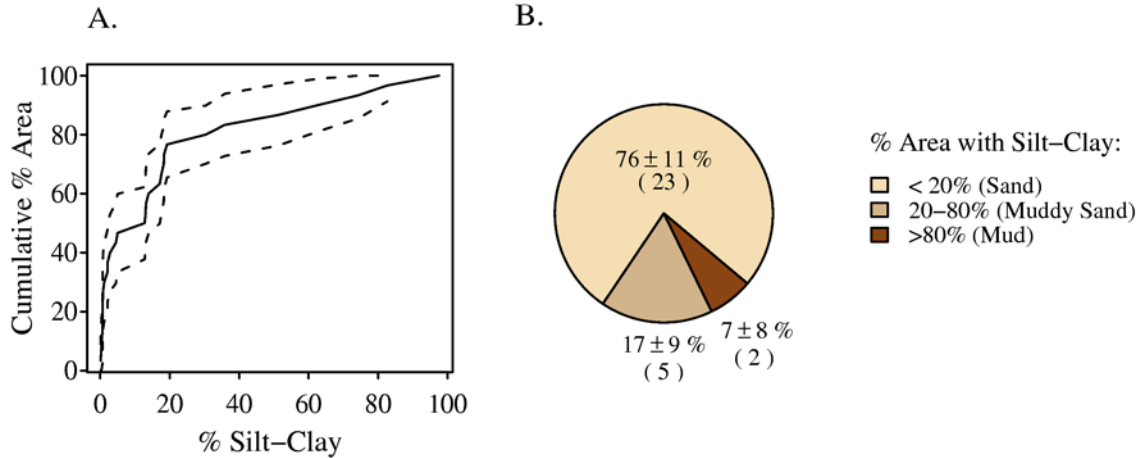 A.
Cumulative % Area
100
80
60
40
20
0
0 20 40 60 80 100
% Silt−Clay
B.
76 ± 11 %
( 23 )
17 ± 9 %
( 5 )
7 ± 8 %
( 2 )
% Area with Silt−Clay:
< 20% (Sand)
20−80% (Muddy Sand)
>80% (Mud)